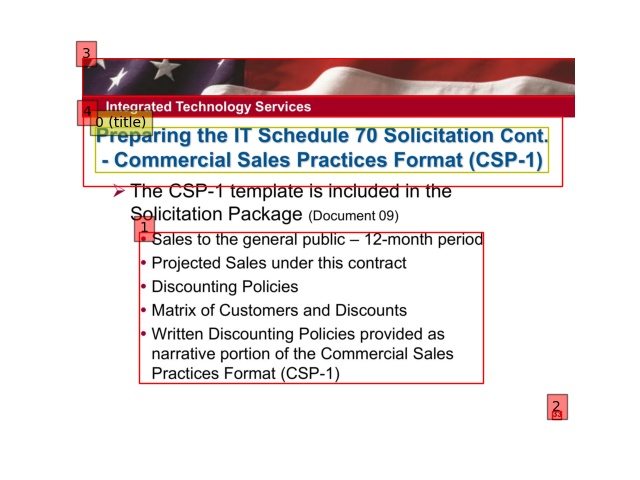 3
Integrated Technology Services
4
0 (title)
Preparing the IT Schedule 70 Solicitation Cont.
- Commercial Sales Practices Format (CSP-1)
➢ The CSP-1 template is included in the
Solicitation Package (Document 09)
1
• Sales to the general public – 12-month period
• Projected Sales under this contract
• Discounting Policies
• Matrix of Customers and Discounts
• Written Discounting Policies provided as
narrative portion of the Commercial Sales
Practices Format (CSP-1)
2
33